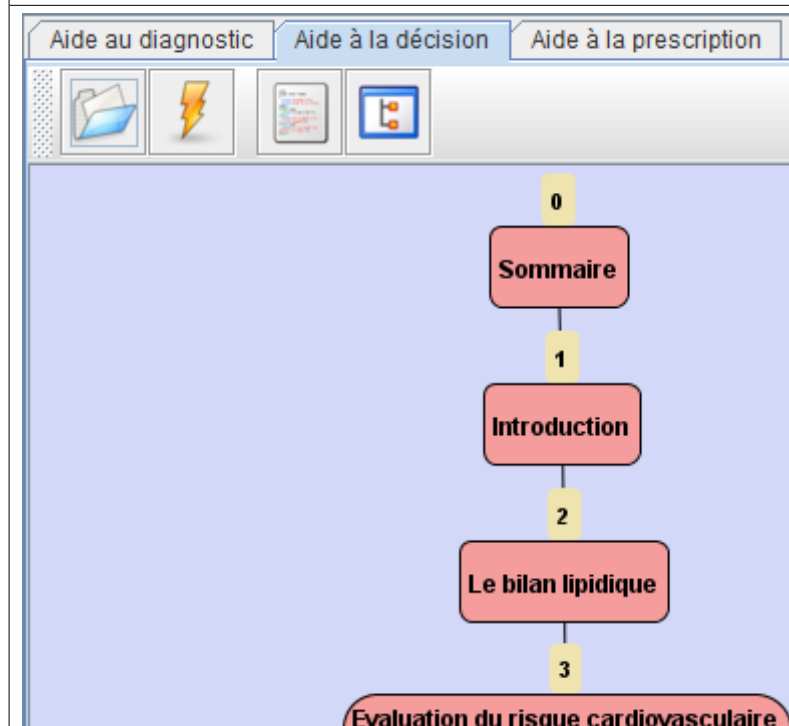 Aide au diagnostic Aide à la décision Aide à la prescription
0
Sommaire
1
Introduction
2
Le bilan lipidique
3
Evaluation du risque cardiovasculaire